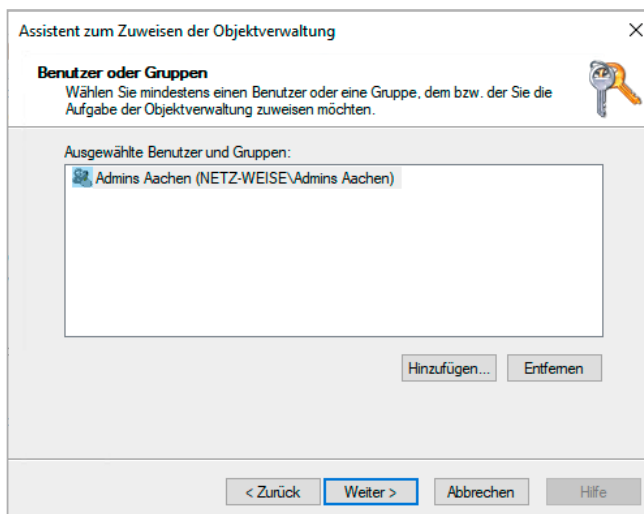 Assistent zum Zuweisen der Objektverwaltung
Benutzer oder Gruppen
Wählen Sie mindestens einen Benutzer oder eine Gruppe, dem bzw. der Sie die
Aufgabe der Objektverwaltung zuweisen möchten.
Ausgewählte Benutzer und Gruppen:
Admins Aachen (NETZ-WEISE\Admins Aachen)
Hinzufügen... Entfernen
< Zurück Weiter > Abbrechen Hilfe